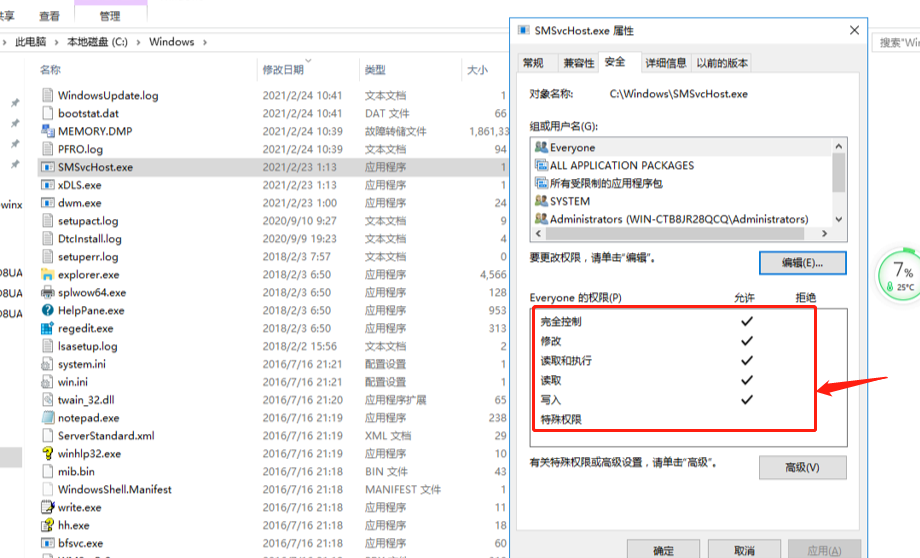 共享 查看 管理
此电脑 › 本地磁盘 (C:) › Windows ›
搜索"Win
名称 修改日期 类型 大小
WindowsUpdate.log 2021/2/24 10:41 文本文档 1
bootstat.dat 2021/2/24 10:41 DAT 文件 66
MEMORY.DMP 2021/2/24 10:39 故障转储文件 1,861,33
PFRO.log 2021/2/24 10:39 文本文档 94
SMSvcHost.exe 2021/2/23 1:13 应用程序 1
xDLS.exe 2021/2/23 1:13 应用程序 1
dwm.exe 2021/2/23 1:00 应用程序 24
setupact.log 2020/9/10 9:27 文本文档 9
DtcInstall.log 2020/9/9 19:23 文本文档 4
setuperr.log 2018/2/3 7:57 文本文档 0
explorer.exe 2018/2/3 6:50 应用程序 4,566
splwow64.exe 2018/2/3 6:50 应用程序 128
HelpPane.exe 2018/2/3 6:50 应用程序 953
regedit.exe 2018/2/3 6:50 应用程序 313
lsasetup.log 2018/2/2 15:56 文本文档 2
system.ini 2016/7/16 21:21 配置设置 1
win.ini 2016/7/16 21:21 配置设置 1
twain_32.dll 2016/7/16 21:20 应用程序扩展 65
notepad.exe 2016/7/16 21:19 应用程序 238
ServerStandard.xml 2016/7/16 21:19 XML 文档 29
winhlp32.exe 2016/7/16 21:19 应用程序 10
mib.bin 2016/7/16 21:18 BIN 文件 43
WindowsShell.Manifest 2016/7/16 21:18 MANIFEST 文件 1
write.exe 2016/7/16 21:18 应用程序 11
hh.exe 2016/7/16 21:18 应用程序 18
bfsvc.exe 2016/7/16 21:18 应用程序 60
SMSvcHost.exe 属性
常规 兼容性 安全 详细信息 以前的版本
对象名称: C:\Windows\SMSvcHost.exe
组或用户名(G):
Everyone
ALL APPLICATION PACKAGES
所有受限制的应用程序包
SYSTEM
Administrators (WIN-CTB8JR28QCQ\Administrators)
要更改权限，请单击"编辑"。 编辑(E)...
Everyone 的权限(P) 允许 拒绝
完全控制
修改
读取和执行
读取
写入
特殊权限
有关特殊权限或高级设置，请单击"高级"。 高级(V)
确定 取消 应用(A)
7%
25°C